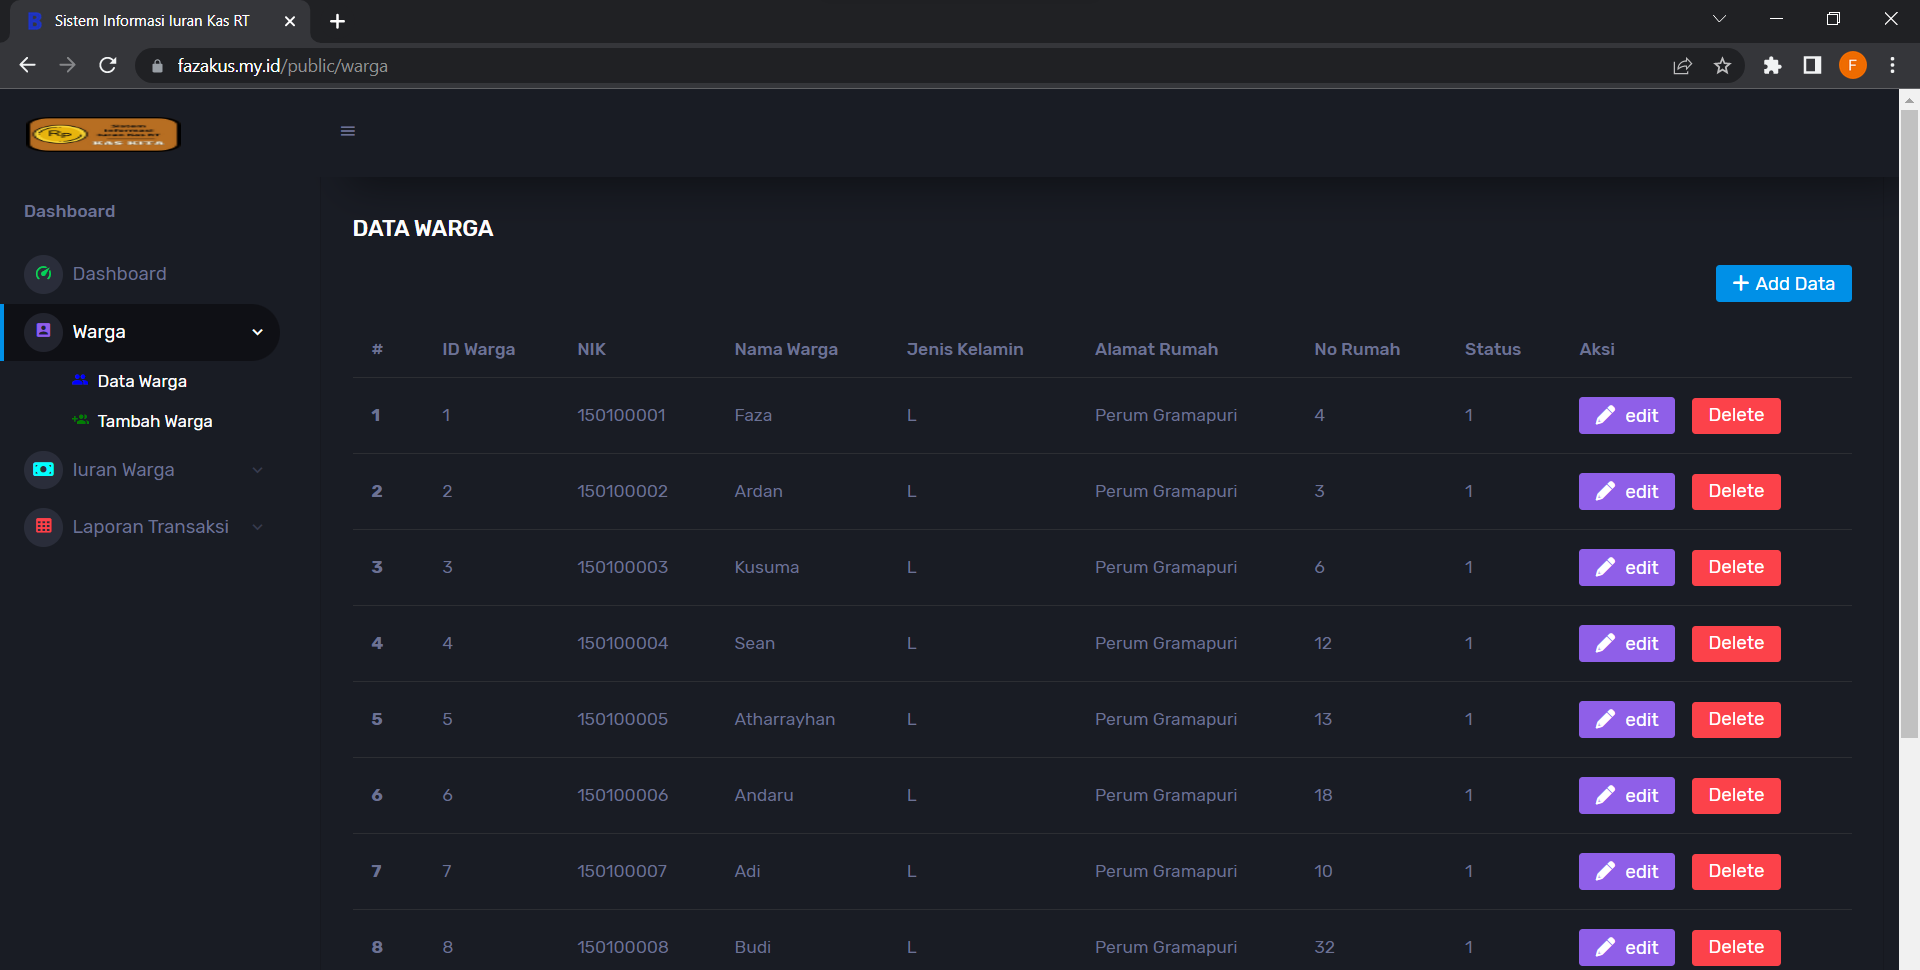 Sistem Informasi Iuran Kas RT
fazakus.my.id/public/warga
F
Sistem
Informasi
Iuran Kas RT
KAS KITA
Rp
Dashboard
Dashboard
Warga
Data Warga
Tambah Warga
Iuran Warga
Laporan Transaksi
DATA WARGA
+ Add Data
# ID Warga NIK Nama Warga Jenis Kelamin Alamat Rumah No Rumah Status Aksi
1 1 150100001 Faza L Perum Gramapuri 4 1 edit Delete
2 2 150100002 Ardan L Perum Gramapuri 3 1 edit Delete
3 3 150100003 Kusuma L Perum Gramapuri 6 1 edit Delete
4 4 150100004 Sean L Perum Gramapuri 12 1 edit Delete
5 5 150100005 Atharrayhan L Perum Gramapuri 13 1 edit Delete
6 6 150100006 Andaru L Perum Gramapuri 18 1 edit Delete
7 7 150100007 Adi L Perum Gramapuri 10 1 edit Delete
8 8 150100008 Budi L Perum Gramapuri 32 1 edit Delete